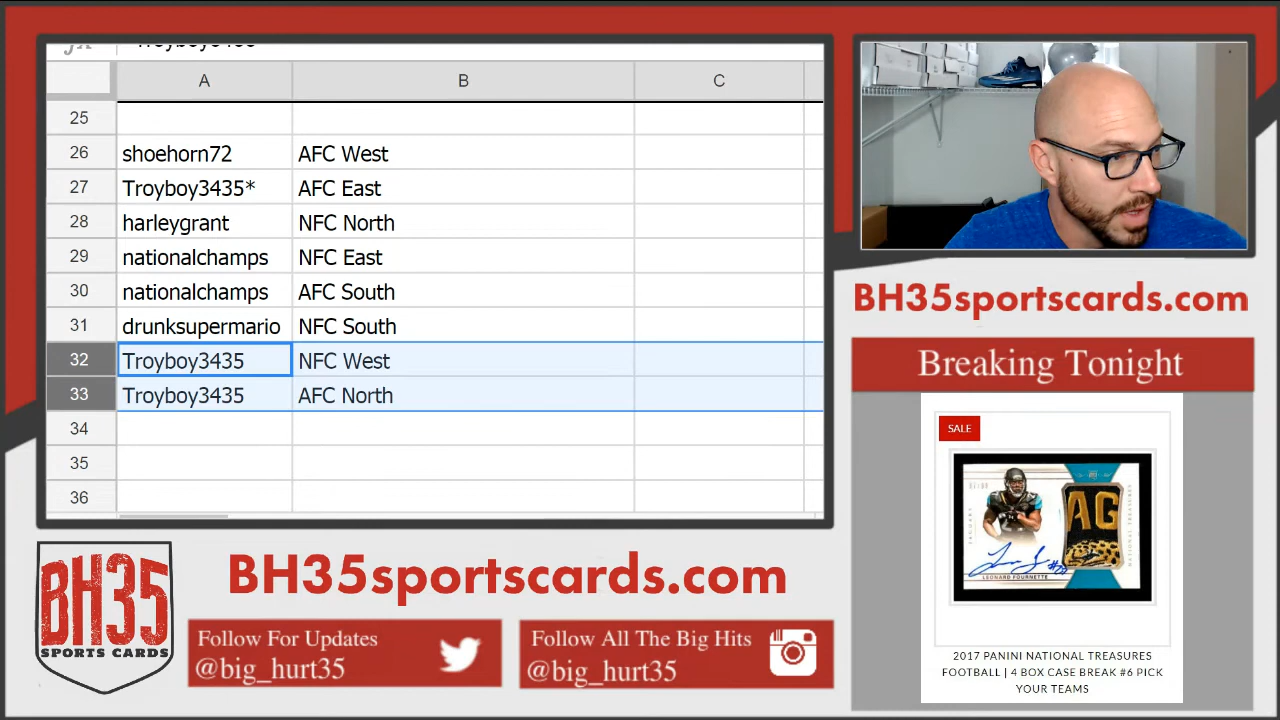 A B C
25
26 shoehorn72 AFC West
27 Troyboy3435* AFC East
28 harleygrant NFC North
29 nationalchamps NFC East
30 nationalchamps AFC South
31 drunksupermario NFC South
32 Troyboy3435 NFC West
33 Troyboy3435 AFC North
34
35
36
BH35sportscards.com
Breaking Tonight
SALE
AG
LEONARD FOURNETTE
2017 PANINI NATIONAL TREASURES
FOOTBALL | 4 BOX CASE BREAK #6 PICK
YOUR TEAMS
BH35
SPORTS CARDS
BH35sportscards.com
Follow For Updates
@big_hurt35
Follow All The Big Hits
@big_hurt35